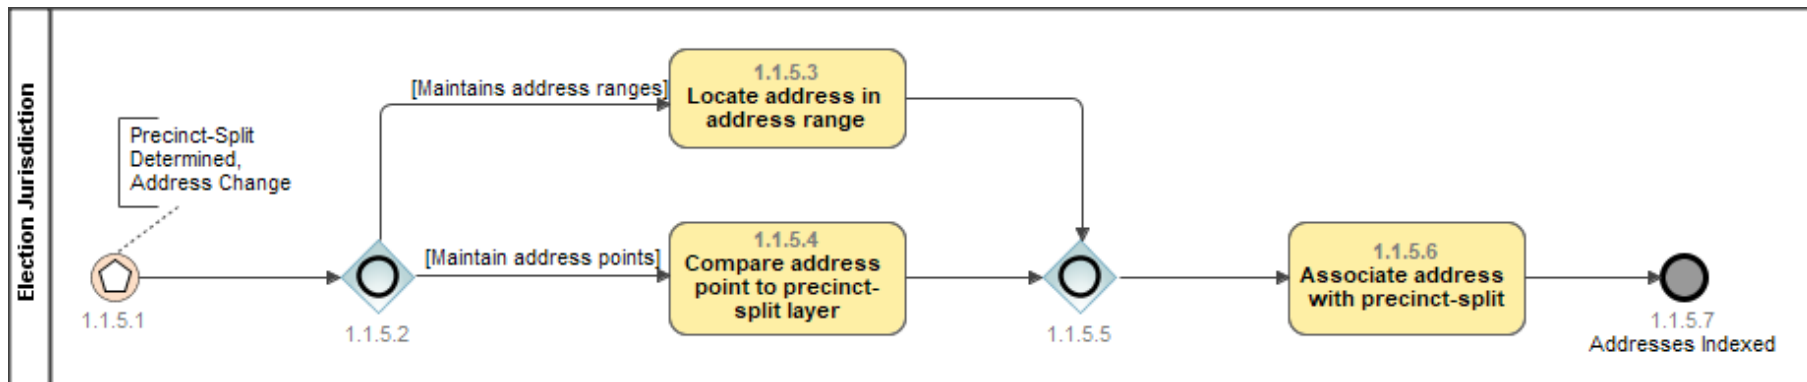 Election Jurisdiction
Precinct-Split
Determined,
Address Change
1.1.5.1
1.1.5.2
[Maintains address ranges]
1.1.5.3
Locate address in
address range
[Maintain address points]
1.1.5.4
Compare address
point to precinct-
split layer
1.1.5.5
1.1.5.6
Associate address
with precinct-split
1.1.5.7
Addresses Indexed